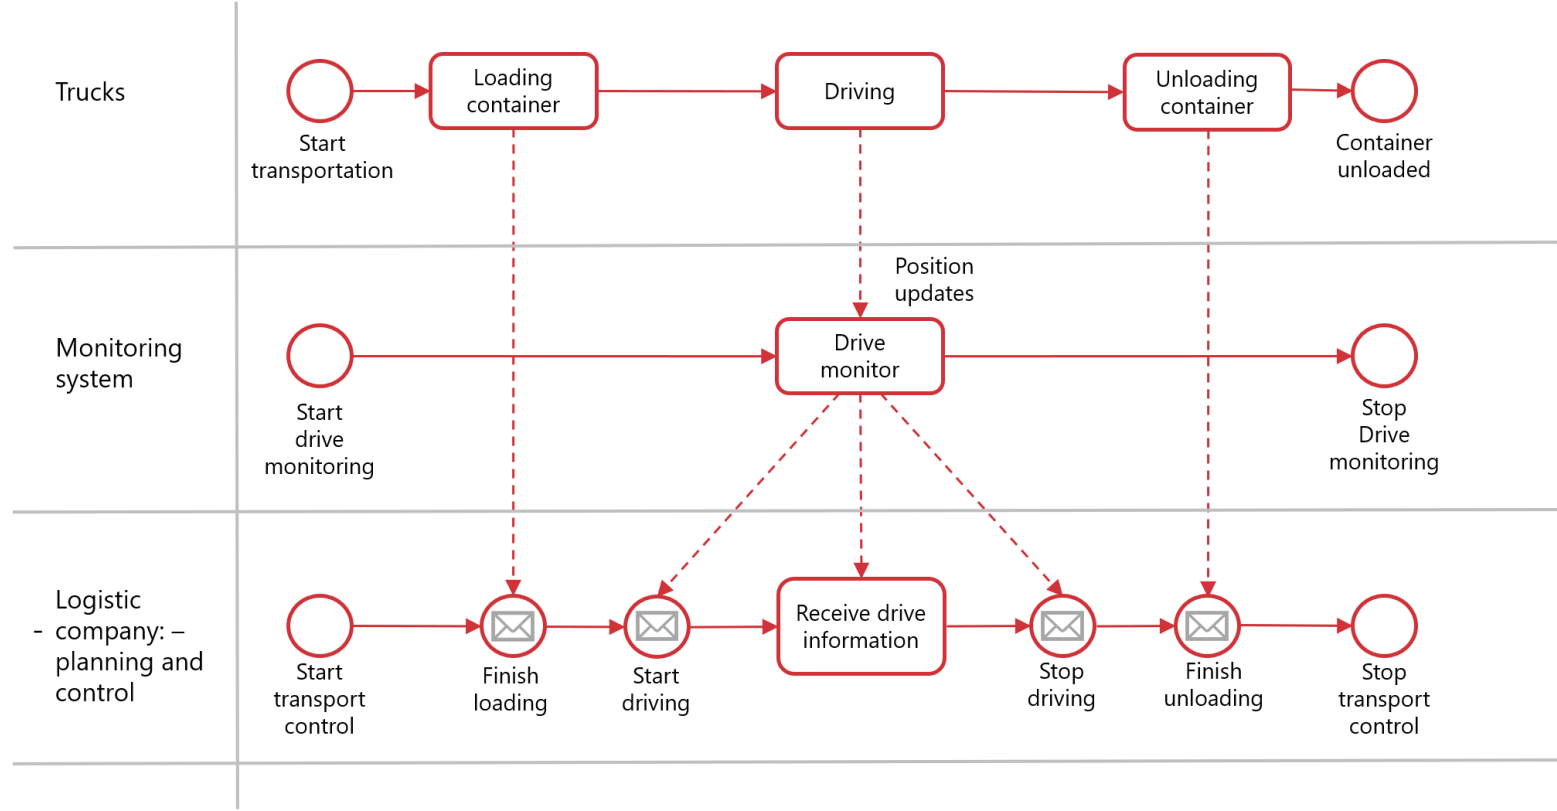 Trucks
Loading
container
Driving
Unloading
container
Start
transportation
Container
unloaded
Monitoring
system
Position
updates
Drive
monitor
Start
drive
monitoring
Stop
Drive
monitoring
Logistic
- company: –
planning and
control
Receive drive
information
Start
transport
control
Finish
loading
Start
driving
Stop
driving
Finish
unloading
Stop
transport
control